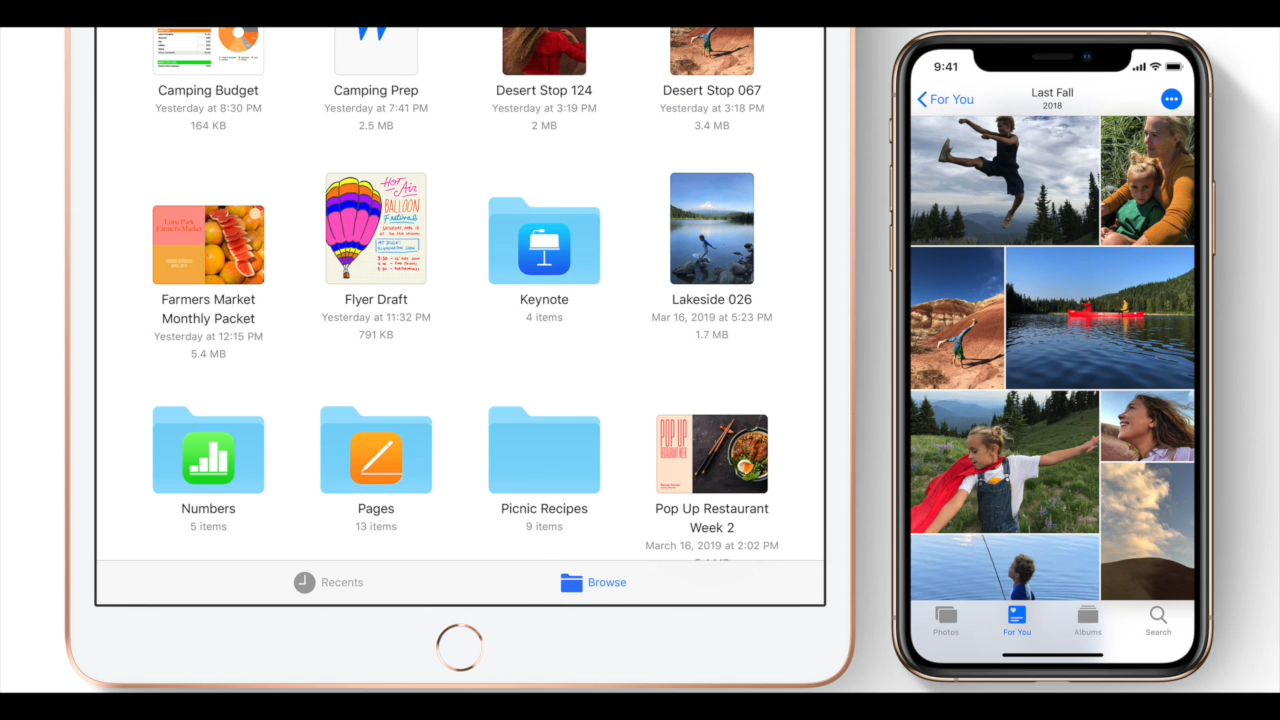 Camping Budget
Yesterday at 8:30 PM
164 KB
Camping Prep
Yesterday at 7:41 PM
2.5 MB
Desert Stop 124
Yesterday at 3:19 PM
2 MB
Desert Stop 067
Yesterday at 3:18 PM
3.4 MB
Luna Park
Farmer's Market
Farmers Market
Monthly Packet
Yesterday at 12:15 PM
5.4 MB
Hot
Air
BALLOON
Festival
Flyer Draft
Yesterday at 11:32 PM
791 KB
Keynote
4 items
Lakeside 026
Mar 16, 2019 at 5:23 PM
1.7 MB
Numbers
5 items
Pages
13 items
Picnic Recipes
9 items
POP UP
RESTAURANT
WEEK
Pop Up Restaurant
Week 2
March 16, 2019 at 2:02 PM
Recents
Browse
9:41
For You
Last Fall
2018
Photos
For You
Albums
Search